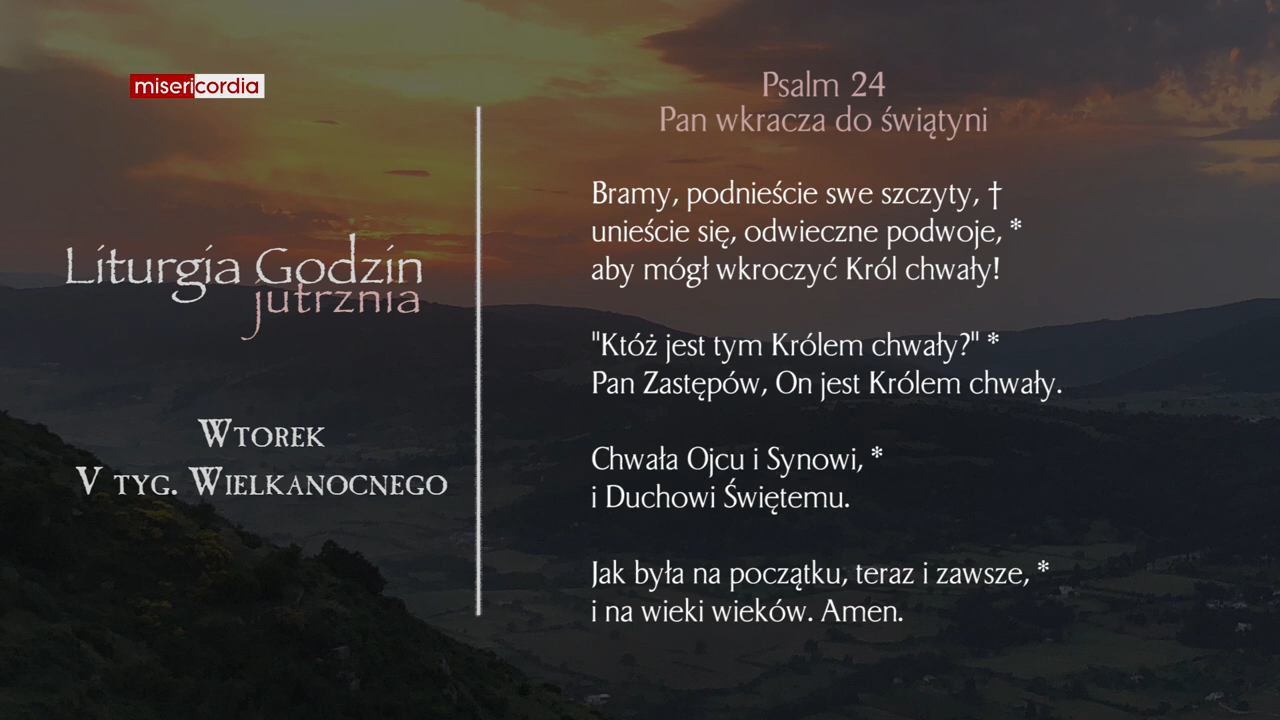 misericordia
Liturgia Godzin
jutrznia
Wtorek
V tyg. Wielkanocnego
Psalm 24
Pan wkracza do świątyni
Bramy, podnieście swe szczyty, †
unieście się, odwieczne podwoje, *
aby mógł wkroczyć Król chwały!
"Któż jest tym Królem chwały?" *
Pan Zastępów, On jest Królem chwały.
Chwała Ojcu i Synowi, *
i Duchowi Świętemu.
Jak była na początku, teraz i zawsze, *
i na wieki wieków. Amen.